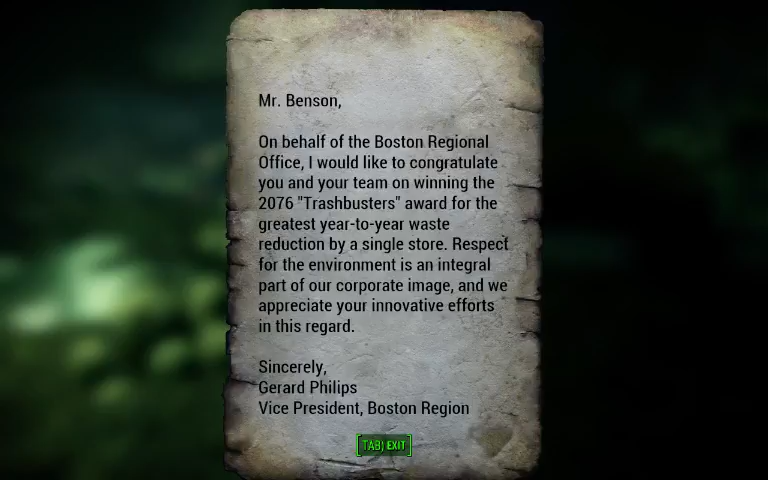 Mr. Benson,
On behalf of the Boston Regional
Office, I would like to congratulate
you and your team on winning the
2076 "Trashbusters" award for the
greatest year-to-year waste
reduction by a single store. Respect
for the environment is an integral
part of our corporate image, and we
appreciate your innovative efforts
in this regard.
Sincerely,
Gerard Philips
Vice President, Boston Region
TAB) EXIT